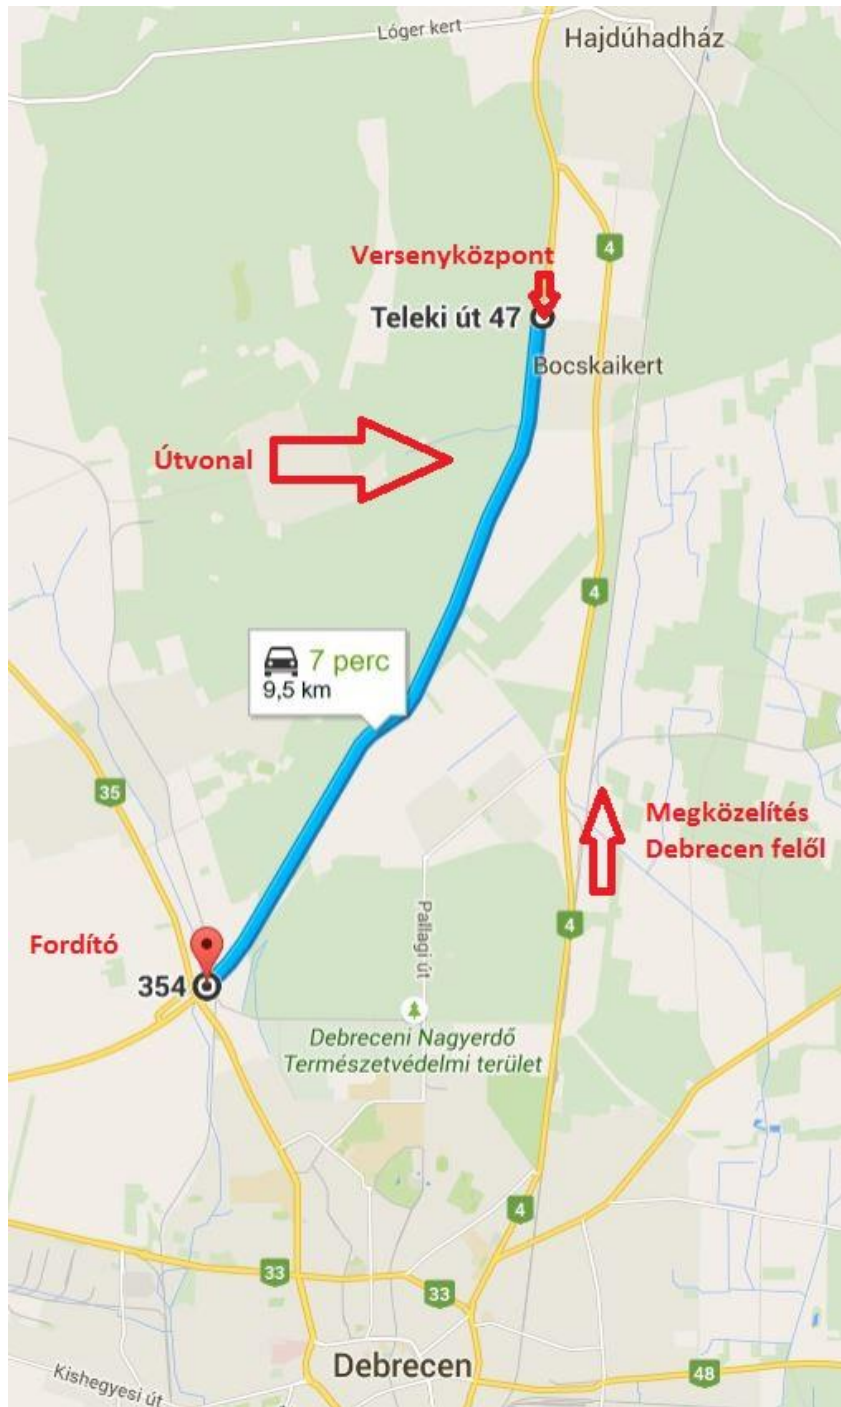 Lóger kert
Hajdúhadház
4
Versenyközpont
Teleki út 47
Bocskaikert
Útvonal
4
7 perc
9,5 km
35
Megközelítés
Debrecen felől
Pallagi út
4
Fordító
354
Debreceni Nagyerdő
Természetvédelmi terület
4
33
33
Debrecen
48
Kishegyesi út